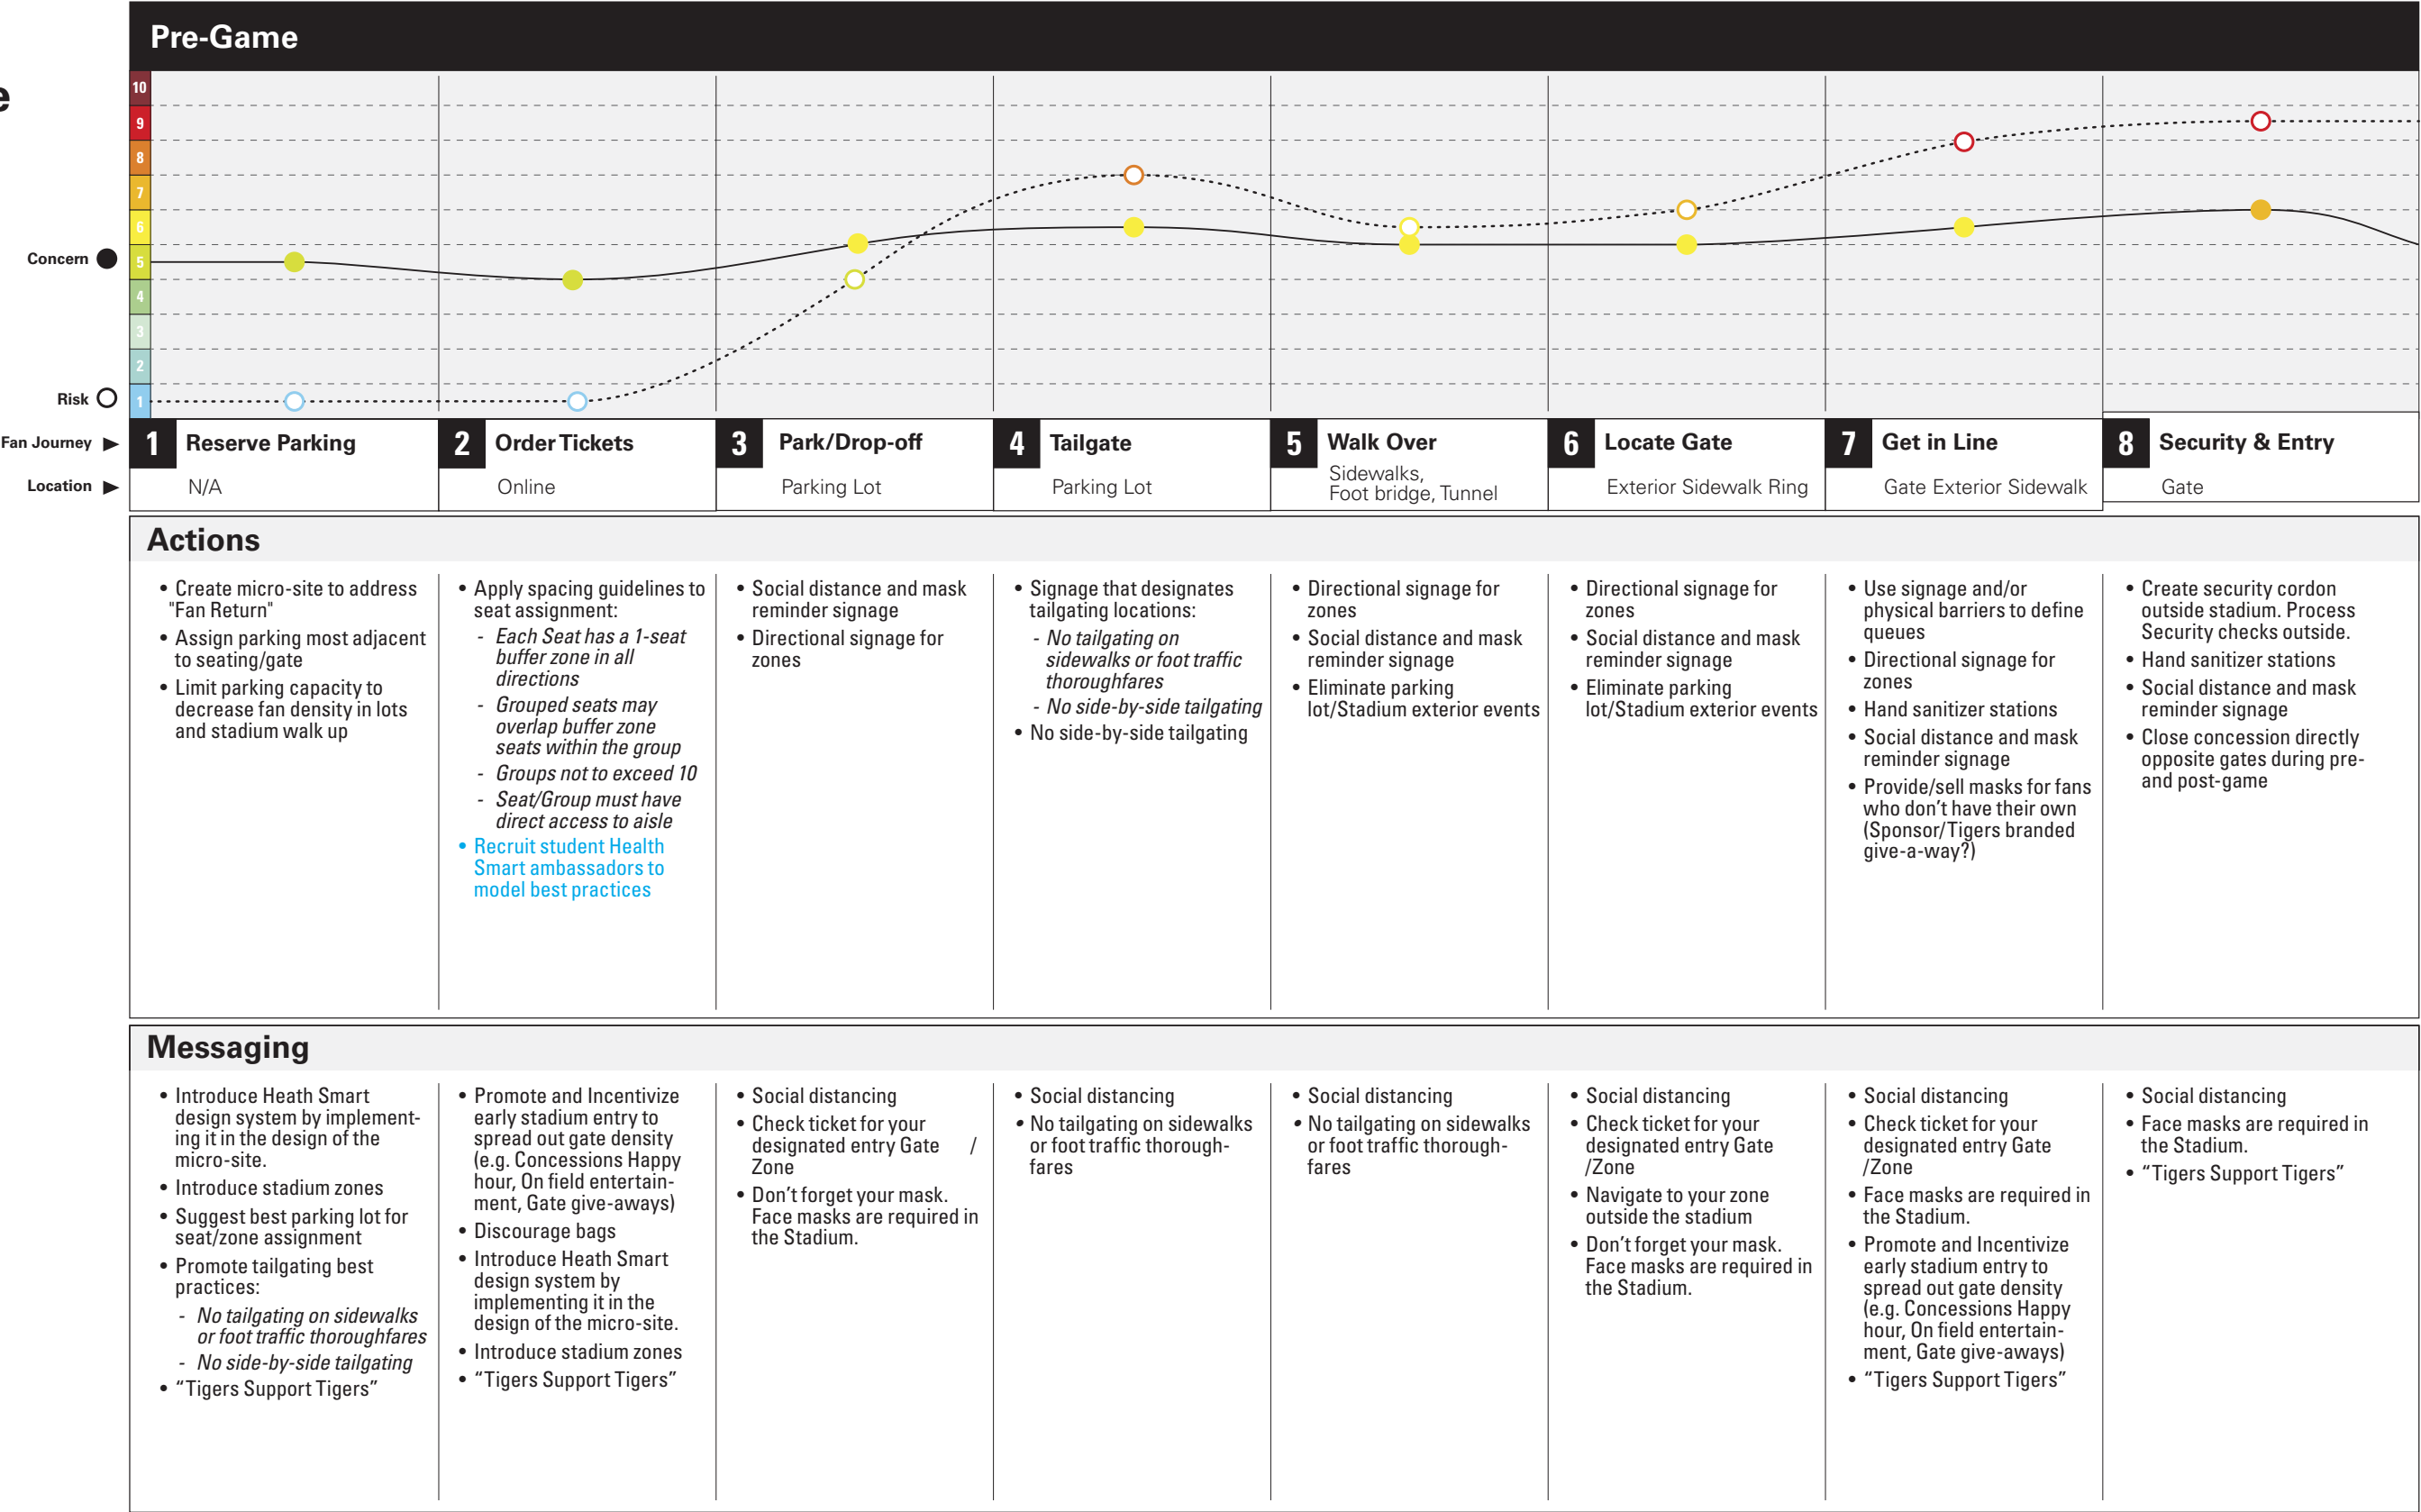 Pre-Game
e
10
9
8
7
6
5
4
3
2
1
Concern
Risk
Fan Journey
Location
1 Reserve Parking
N/A
2 Order Tickets
Online
3 Park/Drop-off
Parking Lot
4 Tailgate
Parking Lot
5 Walk Over
Sidewalks,
Foot bridge, Tunnel
6 Locate Gate
Exterior Sidewalk Ring
7 Get in Line
Gate Exterior Sidewalk
8 Security & Entry
Gate
Actions
• Create micro-site to address
"Fan Return"
• Assign parking most adjacent
to seating/gate
• Limit parking capacity to
decrease fan density in lots
and stadium walk up
• Apply spacing guidelines to
seat assignment:
- Each Seat has a 1-seat
buffer zone in all
directions
- Grouped seats may
overlap buffer zone
seats within the group
- Groups not to exceed 10
- Seat/Group must have
direct access to aisle
• Recruit student Health
Smart ambassadors to
model best practices
• Social distance and mask
reminder signage
• Directional signage for
zones
• Signage that designates
tailgating locations:
- No tailgating on
sidewalks or foot traffic
thoroughfares
- No side-by-side tailgating
• No side-by-side tailgating
• Directional signage for
zones
• Social distance and mask
reminder signage
• Eliminate parking
lot/Stadium exterior events
• Directional signage for
zones
• Social distance and mask
reminder signage
• Eliminate parking
lot/Stadium exterior events
• Use signage and/or
physical barriers to define
queues
• Directional signage for
zones
• Hand sanitizer stations
• Social distance and mask
reminder signage
• Provide/sell masks for fans
who don't have their own
(Sponsor/Tigers branded
give-a-way?)
• Create security cordon
outside stadium. Process
Security checks outside.
• Hand sanitizer stations
• Social distance and mask
reminder signage
• Close concession directly
opposite gates during pre-
and post-game
Messaging
• Introduce Heath Smart
design system by implement-
ing it in the design of the
micro-site.
• Introduce stadium zones
• Suggest best parking lot for
seat/zone assignment
• Promote tailgating best
practices:
- No tailgating on sidewalks
or foot traffic thoroughfares
- No side-by-side tailgating
• “Tigers Support Tigers”
• Promote and Incentivize
early stadium entry to
spread out gate density
(e.g. Concessions Happy
hour, On field entertain-
ment, Gate give-aways)
• Discourage bags
• Introduce Heath Smart
design system by
implementing it in the
design of the micro-site.
• Introduce stadium zones
• “Tigers Support Tigers”
• Social distancing
• Check ticket for your
designated entry Gate /
Zone
• Don't forget your mask.
Face masks are required in
the Stadium.
• Social distancing
• No tailgating on sidewalks
or foot traffic thorough-
fares
• Social distancing
• No tailgating on sidewalks
or foot traffic thorough-
fares
• Social distancing
• Check ticket for your
designated entry Gate
/Zone
• Navigate to your zone
outside the stadium
• Don't forget your mask.
Face masks are required in
the Stadium.
• Social distancing
• Check ticket for your
designated entry Gate
/Zone
• Face masks are required in
the Stadium.
• Promote and Incentivize
early stadium entry to
spread out gate density
(e.g. Concessions Happy
hour, On field entertain-
ment, Gate give-aways)
• “Tigers Support Tigers”
• Social distancing
• Face masks are required in
the Stadium.
• “Tigers Support Tigers”